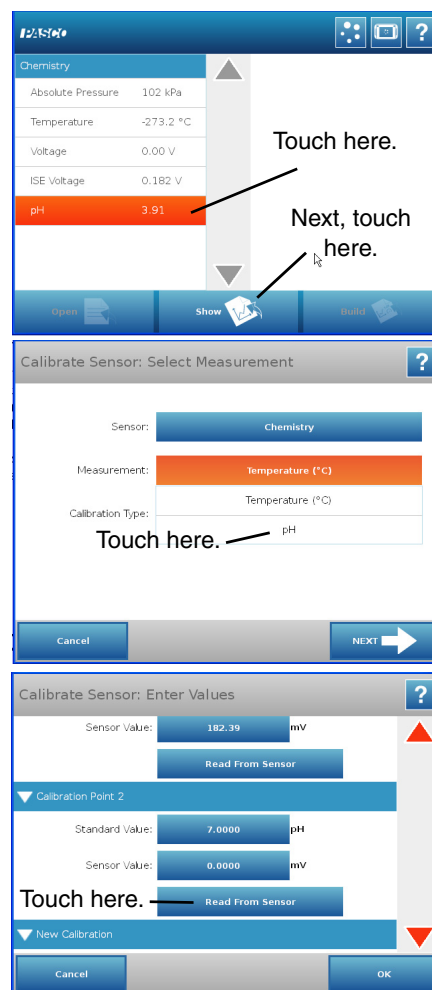 PASCO
?
Chemistry
Absolute Pressure 102 kPa
Temperature -273.2 °C
Voltage 0.00 V
ISE Voltage 0.182 V
pH 3.91
Touch here.
Next, touch
here.
Open
Show
Build
Calibrate Sensor: Select Measurement
?
Sensor: Chemistry
Measurement: Temperature (°C)
Temperature (°C)
Calibration Type:
pH
Touch here.
Cancel
NEXT
Calibrate Sensor: Enter Values
?
Sensor Value: 182.39 mV
Read From Sensor
Calibration Point 2
Standard Value: 7.0000 pH
Sensor Value: 0.0000 mV
Touch here.
Read From Sensor
New Calibration
Cancel
OK